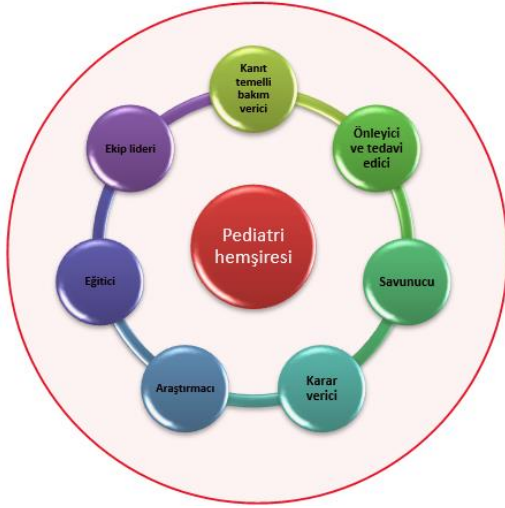 Kanıt
temelli
bakım
verici
Önleyici
ve tedavi
edici
Savunucu
Karar
verici
Araştırmacı
Eğitici
Ekip lideri
Pediatri
hemşiresi